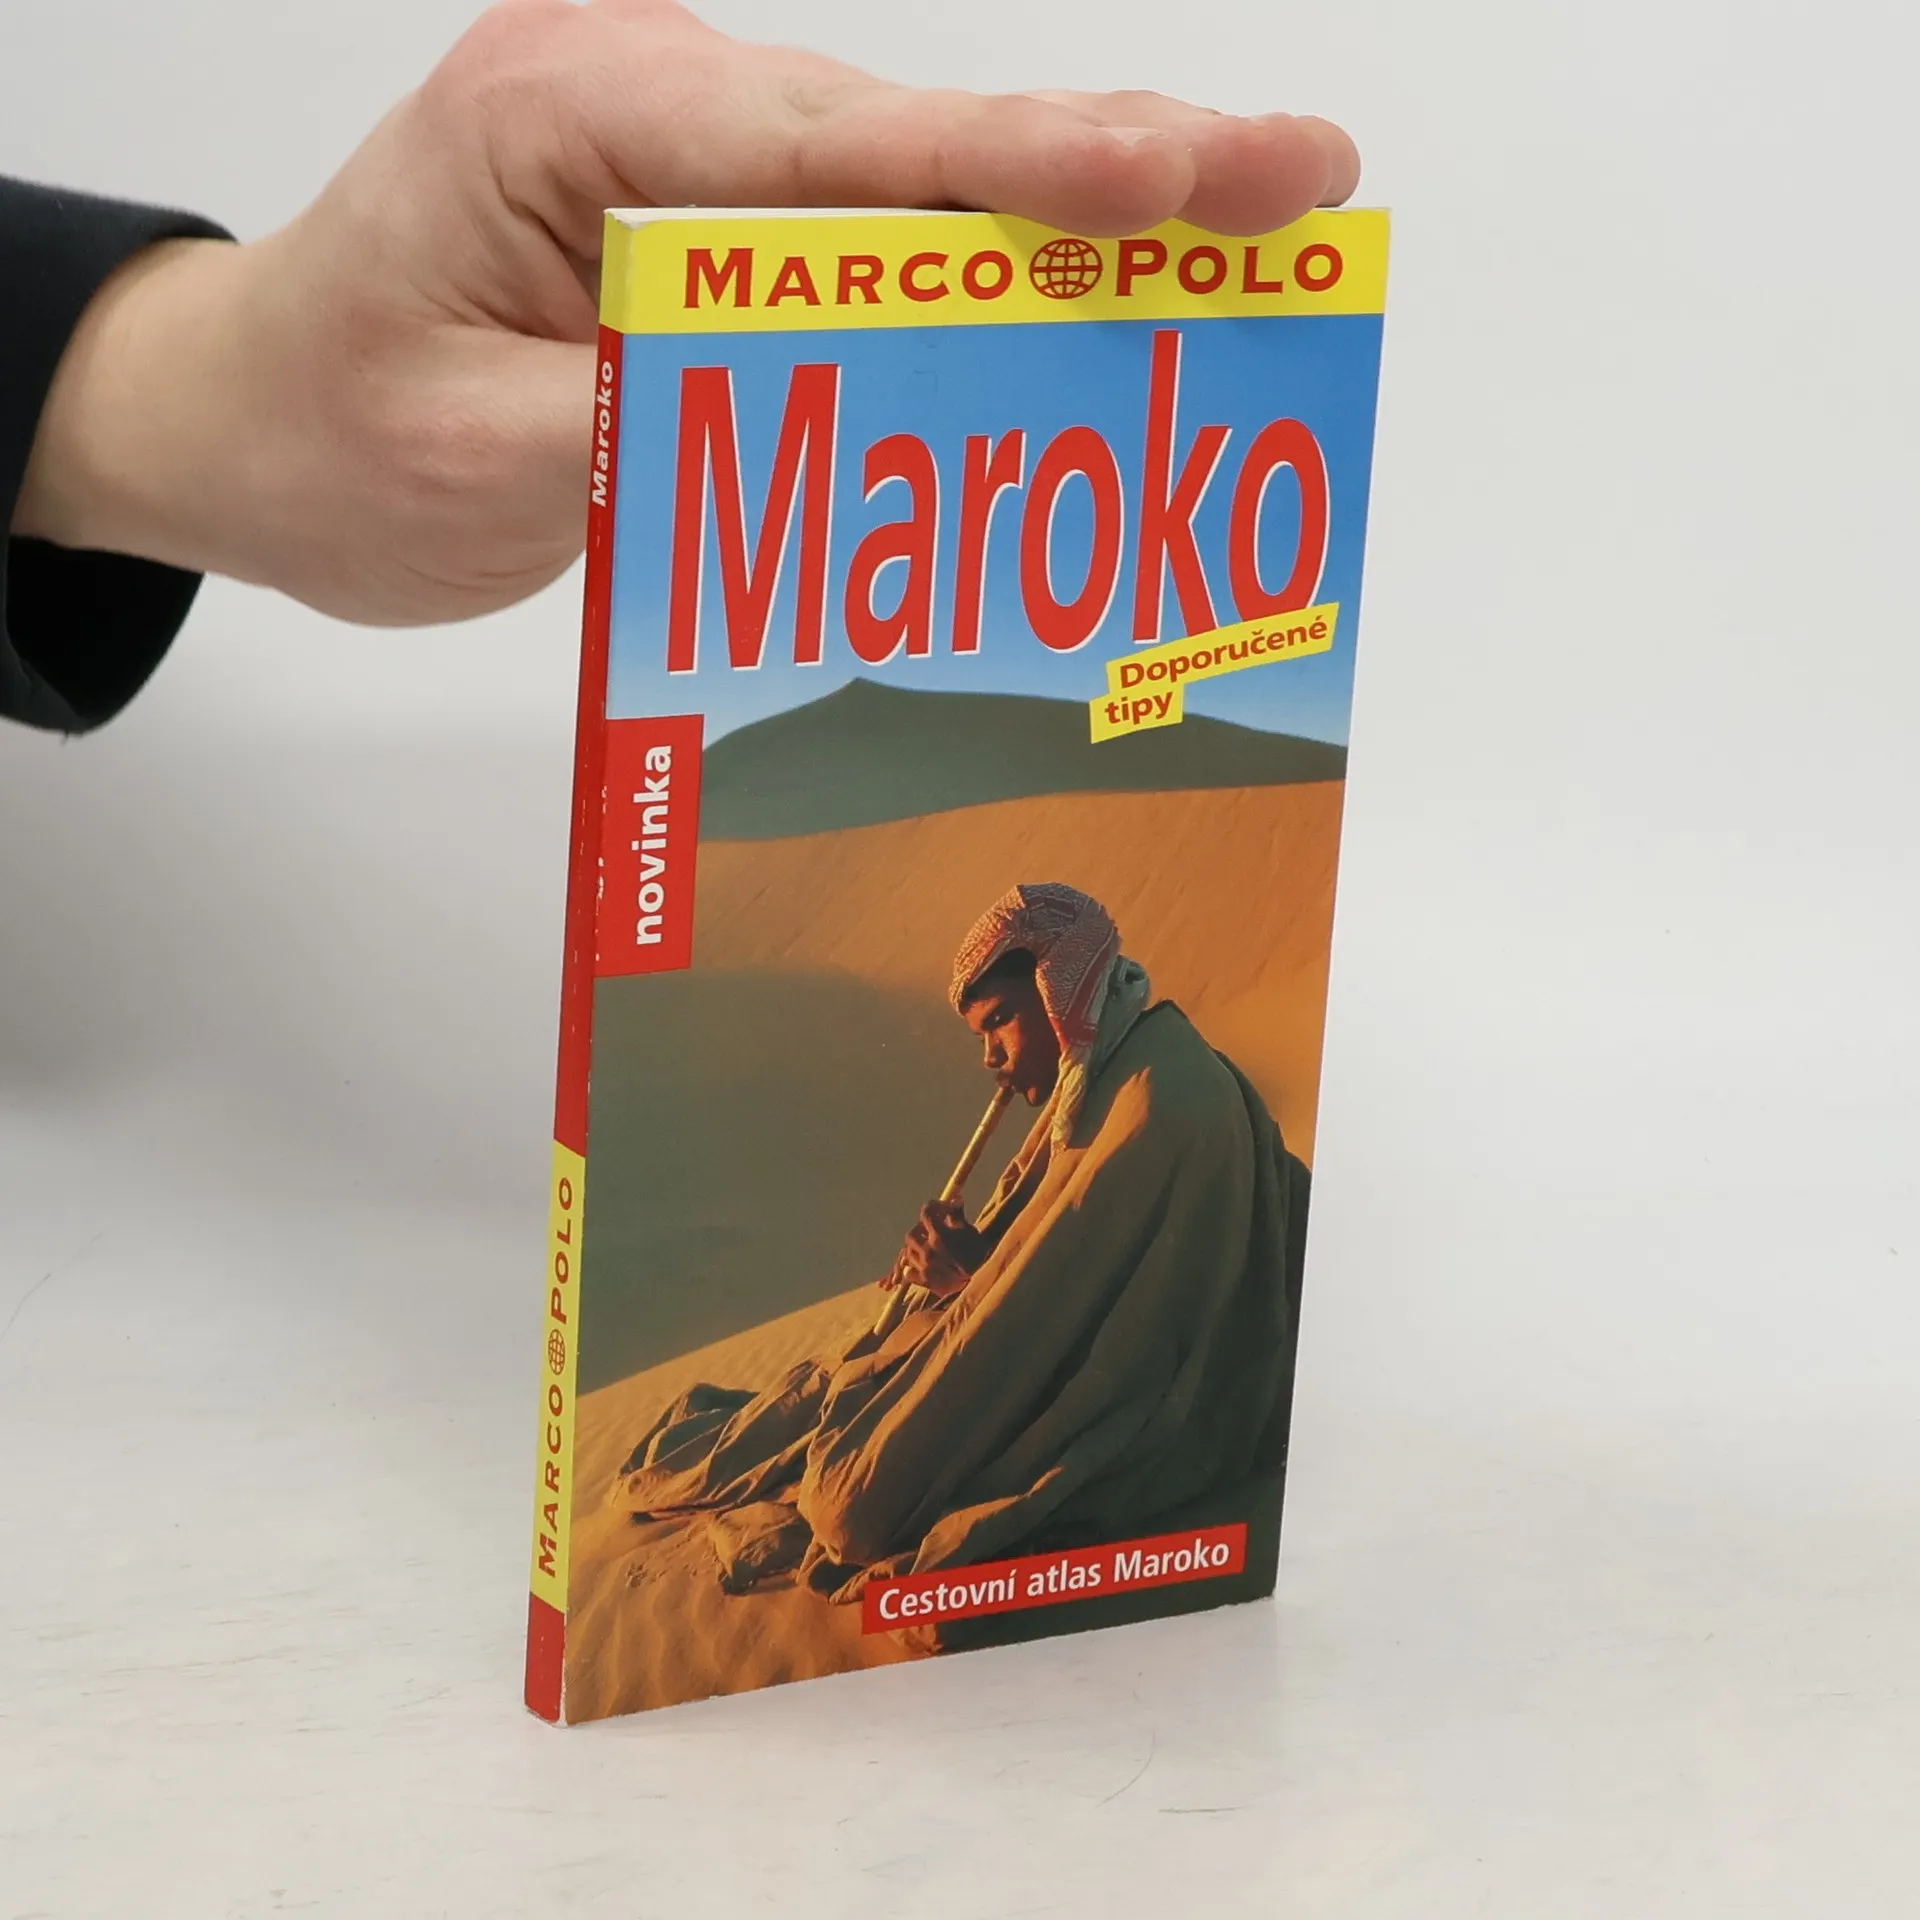 MARCO POLO
Maroko
Doporučené
tipy
novinka
Cestovní atlas Maroko
Maroko
MARCO POLO